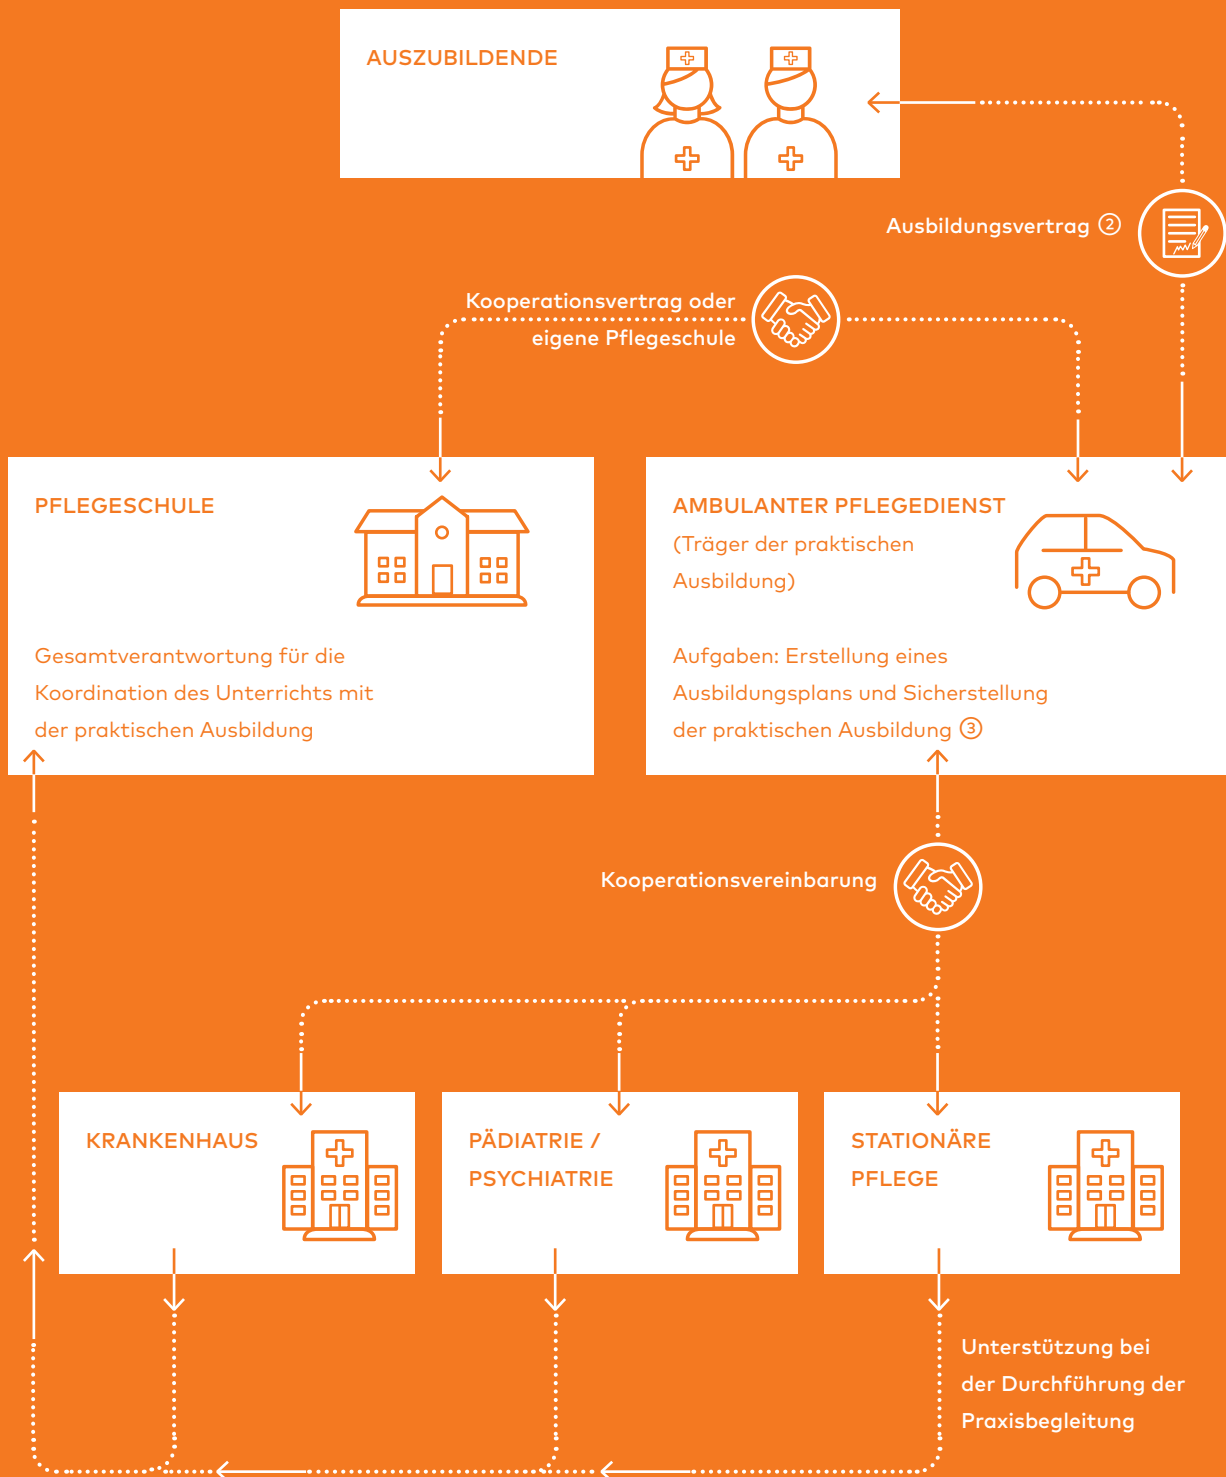 AUSZUBILDENDE
Ausbildungsvertrag ②
Kooperationsvertrag oder
eigene Pflegeschule
PFLEGESCHULE
Gesamtverantwortung für die
Koordination des Unterrichts mit
der praktischen Ausbildung
AMBULANTER PFLEGEDIENST
(Träger der praktischen
Ausbildung)
Aufgaben: Erstellung eines
Ausbildungsplans und Sicherstellung
der praktischen Ausbildung ③
Kooperationsvereinbarung
KRANKENHAUS
PÄDIATRIE /
PSYCHIATRIE
STATIONÄRE
PFLEGE
Unterstützung bei
der Durchführung der
Praxisbegleitung